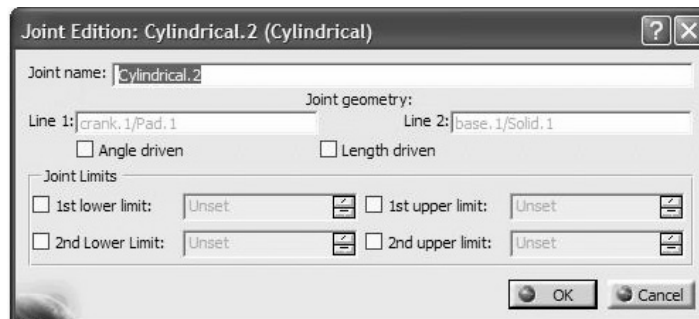 Joint Edition: Cylindrical.2 (Cylindrical)
Joint name: Cylindrical.2
Joint geometry:
Line 1: crank.1/Pad.1 Line 2: base.1/Solid.1
Angle driven Length driven
Joint Limits
1st lower limit: Unset 1st upper limit: Unset
2nd Lower Limit: Unset 2nd upper limit: Unset
OK Cancel